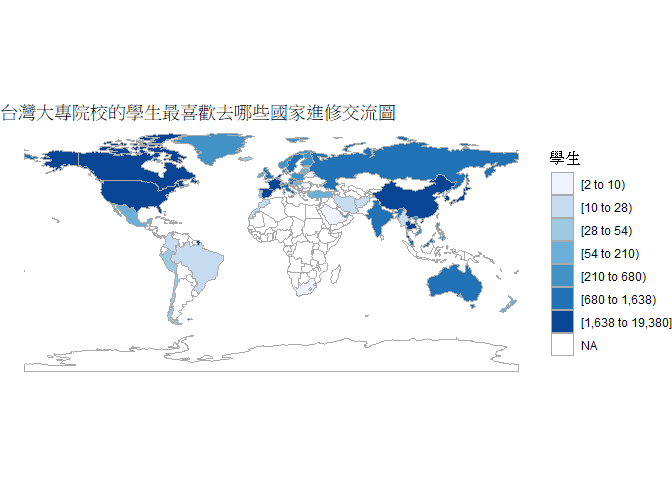 台灣大專院校的學生最喜歡去哪些國家進修交流圖
學生
[2 to 10)
[10 to 28)
[28 to 54)
[54 to 210)
[210 to 680)
[680 to 1,638)
[1,638 to 19,380]
NA